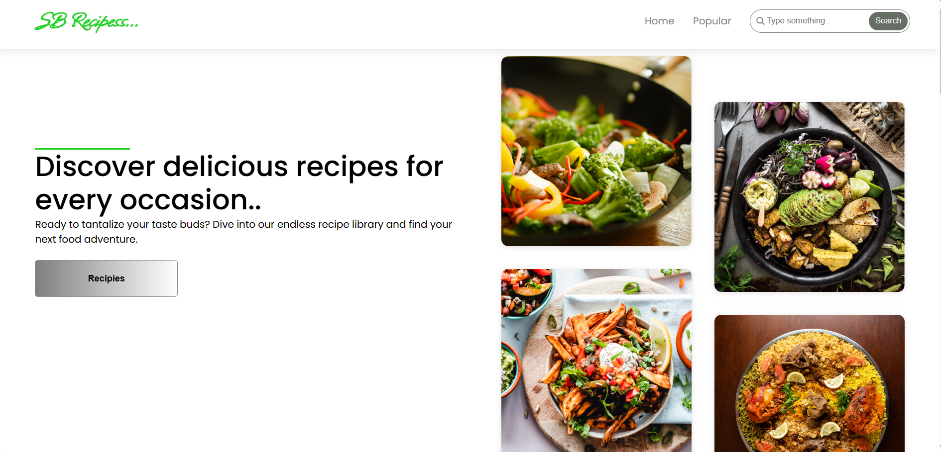 SB Recipess...
Home
Popular
Type something..
Search
Discover delicious recipes for
every occasion..
Ready to tantalize your taste buds? Dive into our endless recipe library and find your
next food adventure.
Recipies